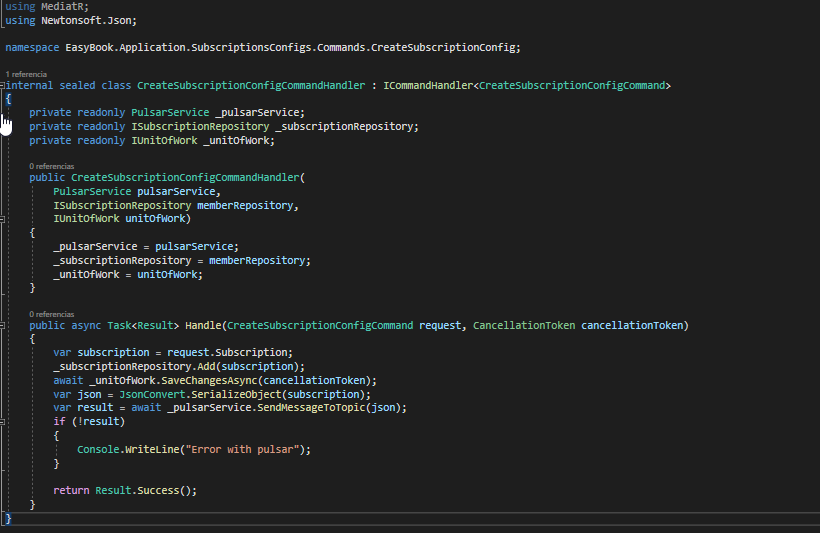 using MediatR;
using Newtonsoft.Json;
namespace EasyBook.Application.SubscriptionsConfigs.Commands.CreateSubscriptionConfig;
1 referencia
internal sealed class CreateSubscriptionConfigCommandHandler : ICommandHandler<CreateSubscriptionConfigCommand>
{
private readonly PulsarService _pulsarService;
private readonly ISubscriptionRepository _subscriptionRepository;
private readonly IUnitOfWork _unitOfWork;
0 referencias
public CreateSubscriptionConfigCommandHandler(
PulsarService pulsarService,
ISubscriptionRepository memberRepository,
IUnitOfWork unitOfWork)
{
_pulsarService = pulsarService;
_subscriptionRepository = memberRepository;
_unitOfWork = unitOfWork;
}
0 referencias
public async Task<Result> Handle(CreateSubscriptionConfigCommand request, CancellationToken cancellationToken)
{
var subscription = request.Subscription;
_subscriptionRepository.Add(subscription);
await _unitOfWork.SaveChangesAsync(cancellationToken);
var json = JsonConvert.SerializeObject(subscription);
var result = await _pulsarService.SendMessageToTopic(json);
if (!result)
{
Console.WriteLine("Error with pulsar");
}
return Result.Success();
}
}